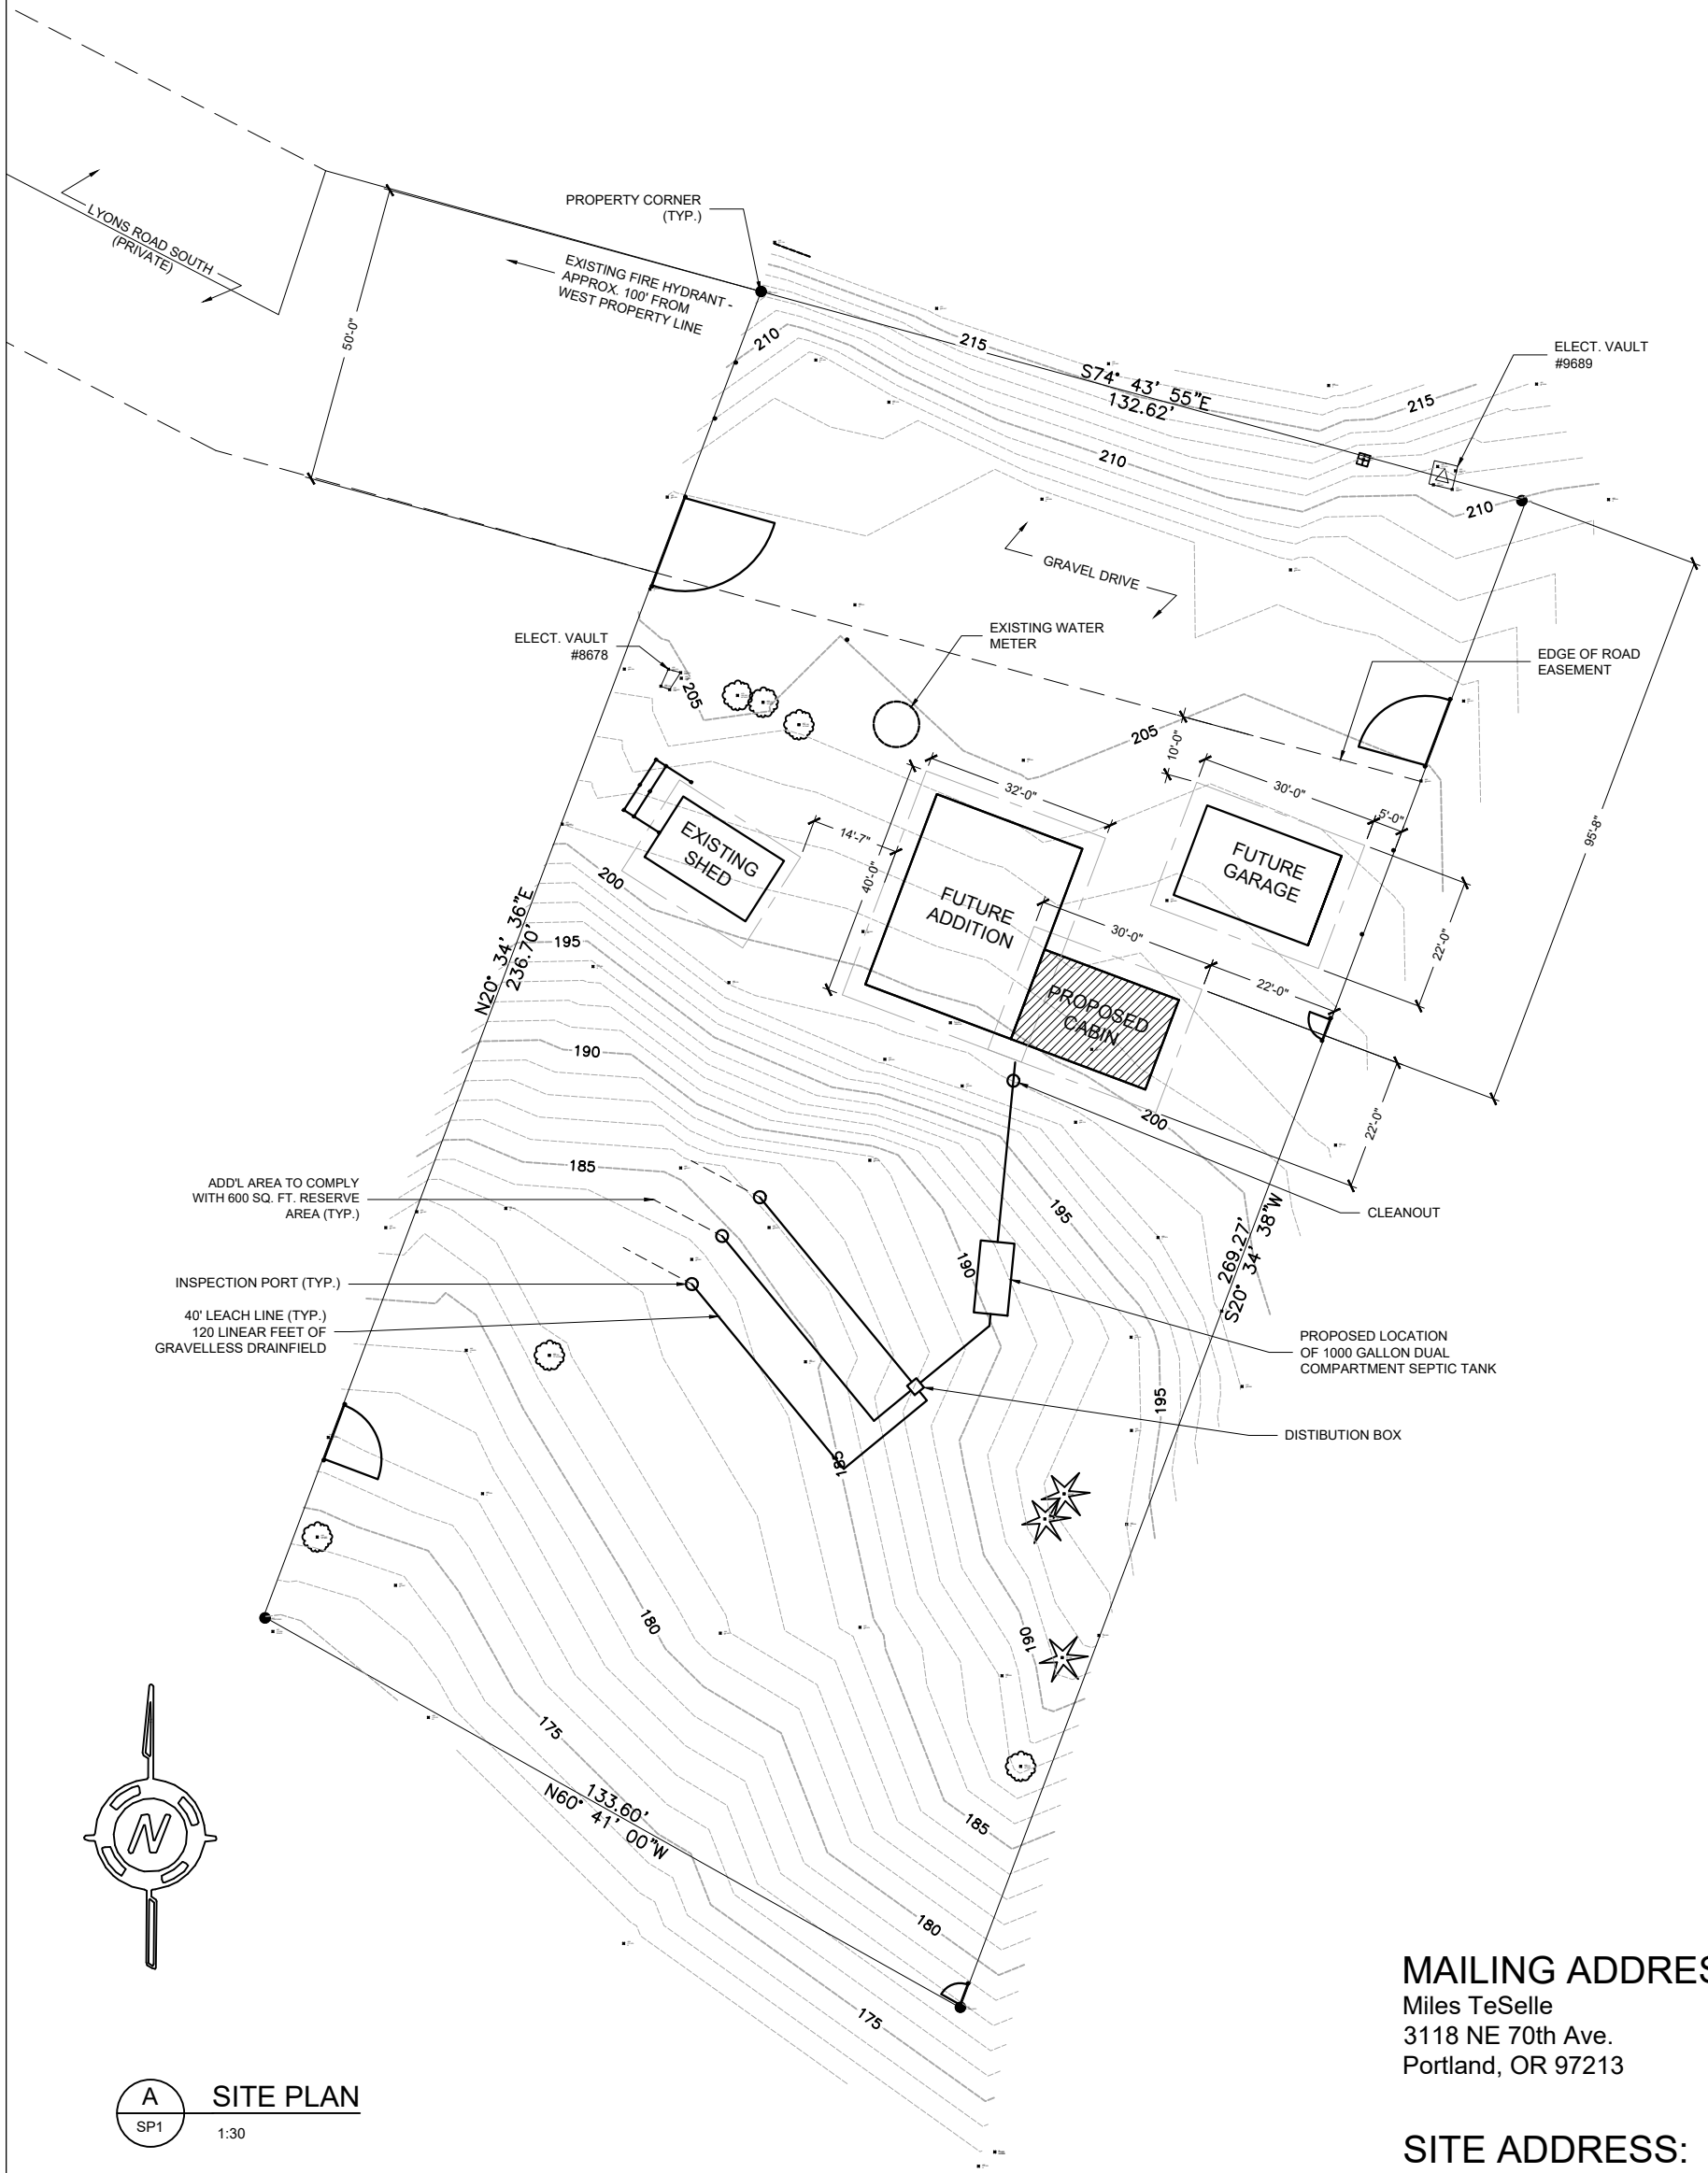 LYONS ROAD SOUTH
(PRIVATE)
50'-0"
PROPERTY CORNER
(TYP.)
EXISTING FIRE HYDRANT -
APPROX. 100' FROM
WEST PROPERTY LINE
210
215
S74° 43' 55"E
132.62'
215
ELECT. VAULT
#9689
210
210
GRAVEL DRIVE
ELECT. VAULT
#8678
205
EXISTING WATER
METER
EDGE OF ROAD
EASEMENT
205
10'-0"
32'-0"
30'-0"
5'-0"
95'-8"
14'-7"
40'-0"
EXISTING
SHED
FUTURE
ADDITION
FUTURE
GARAGE
200
30'-0"
22'-0"
22'-0"
N20° 34' 36"E
236.70'
195
PROPOSED
CABIN
190
200
22'-0"
185
ADD'L AREA TO COMPLY
WITH 600 SQ. FT. RESERVE
AREA (TYP.)
195
CLEANOUT
269.27'
S20° 34' 38"W
190
INSPECTION PORT (TYP.)
40' LEACH LINE (TYP.)
120 LINEAR FEET OF
GRAVELLESS DRAINFIELD
PROPOSED LOCATION
OF 1000 GALLON DUAL
COMPARTMENT SEPTIC TANK
195
DISTIBUTION BOX
185
180
190
175
133.60'
N60° 41' 00"W
185
180
175
N
MAILING ADDRES
Miles TeSelle
3118 NE 70th Ave.
Portland, OR 97213
A
SP1
SITE PLAN
1:30
SITE ADDRESS: